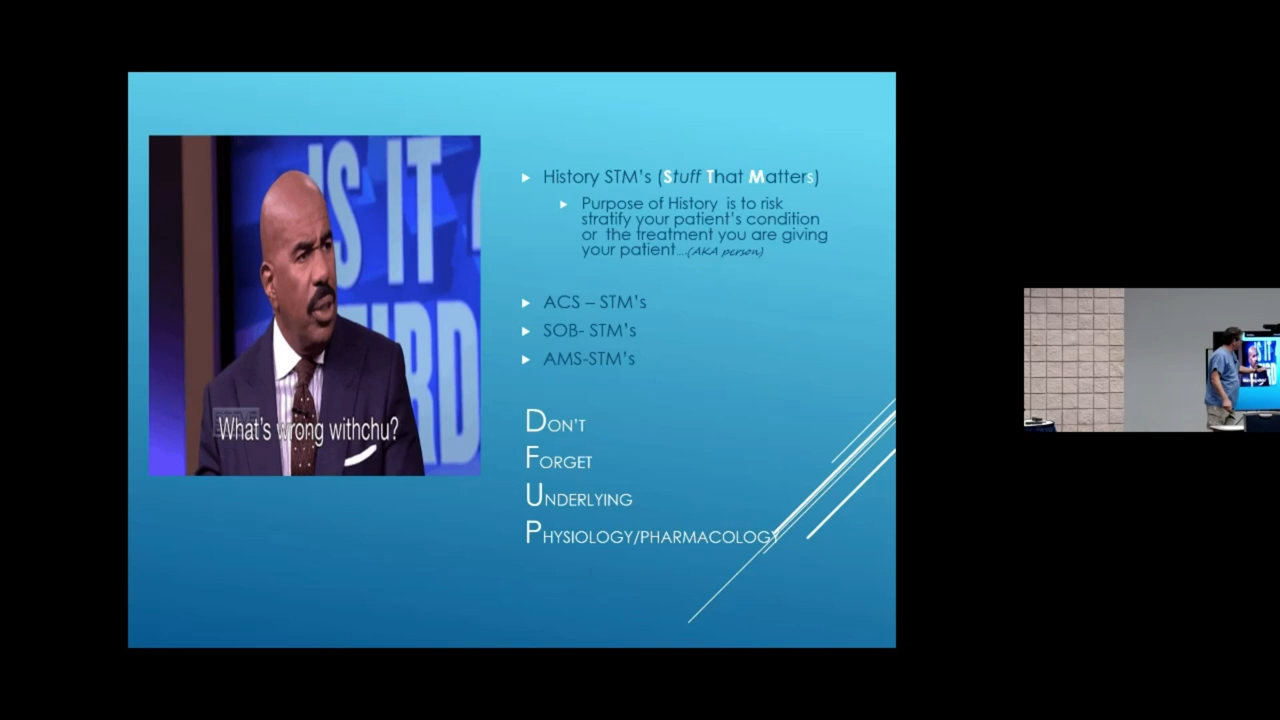 IS IT
What's wrong withchu?
History STM's (Stuff That Matters)
Purpose of History is to risk
stratify your patient's condition
or the treatment you are giving
your patient...(AKA person)
ACS – STM's
SOB- STM's
AMS-STM's
DON'T
FORGET
UNDERLYING
PHYSIOLOGY/PHARMACOLOGY